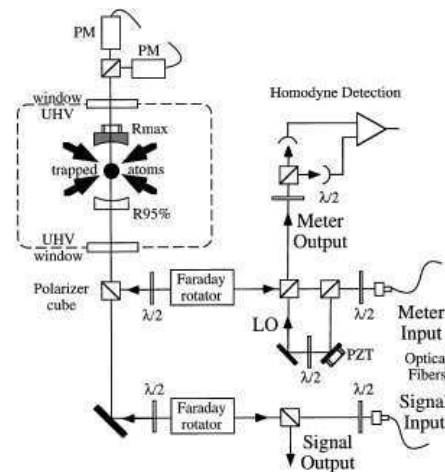 PM
PM
window
UHV
Rmax
trapped
atoms
R95%
UHV
window
Homodyne Detection
λ/2
Meter
Output
Polarizer
cube
λ/2
Faraday
rotator
λ/2
LO
λ/2
PZT
Meter
Input
Optical
Fibers
λ/2
Faraday
rotator
λ/2
Signal
Input
Signal
Output